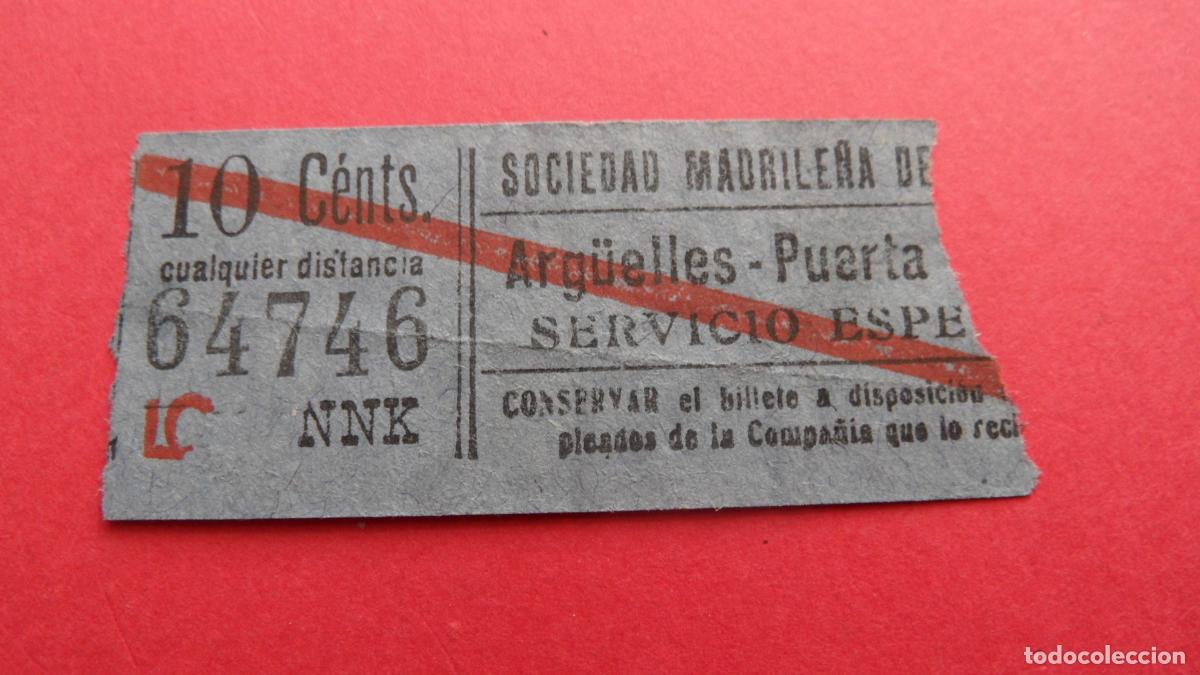 10 Cénts.
cualquier distancia
64746
LC NNK
SOCIEDAD MADRILEÑA DE
Argüelles - Puerta
SERVICIO ESPE
CONSERVAR el billete a disposición
pleados de la Compañía que lo reci
todocoleccion